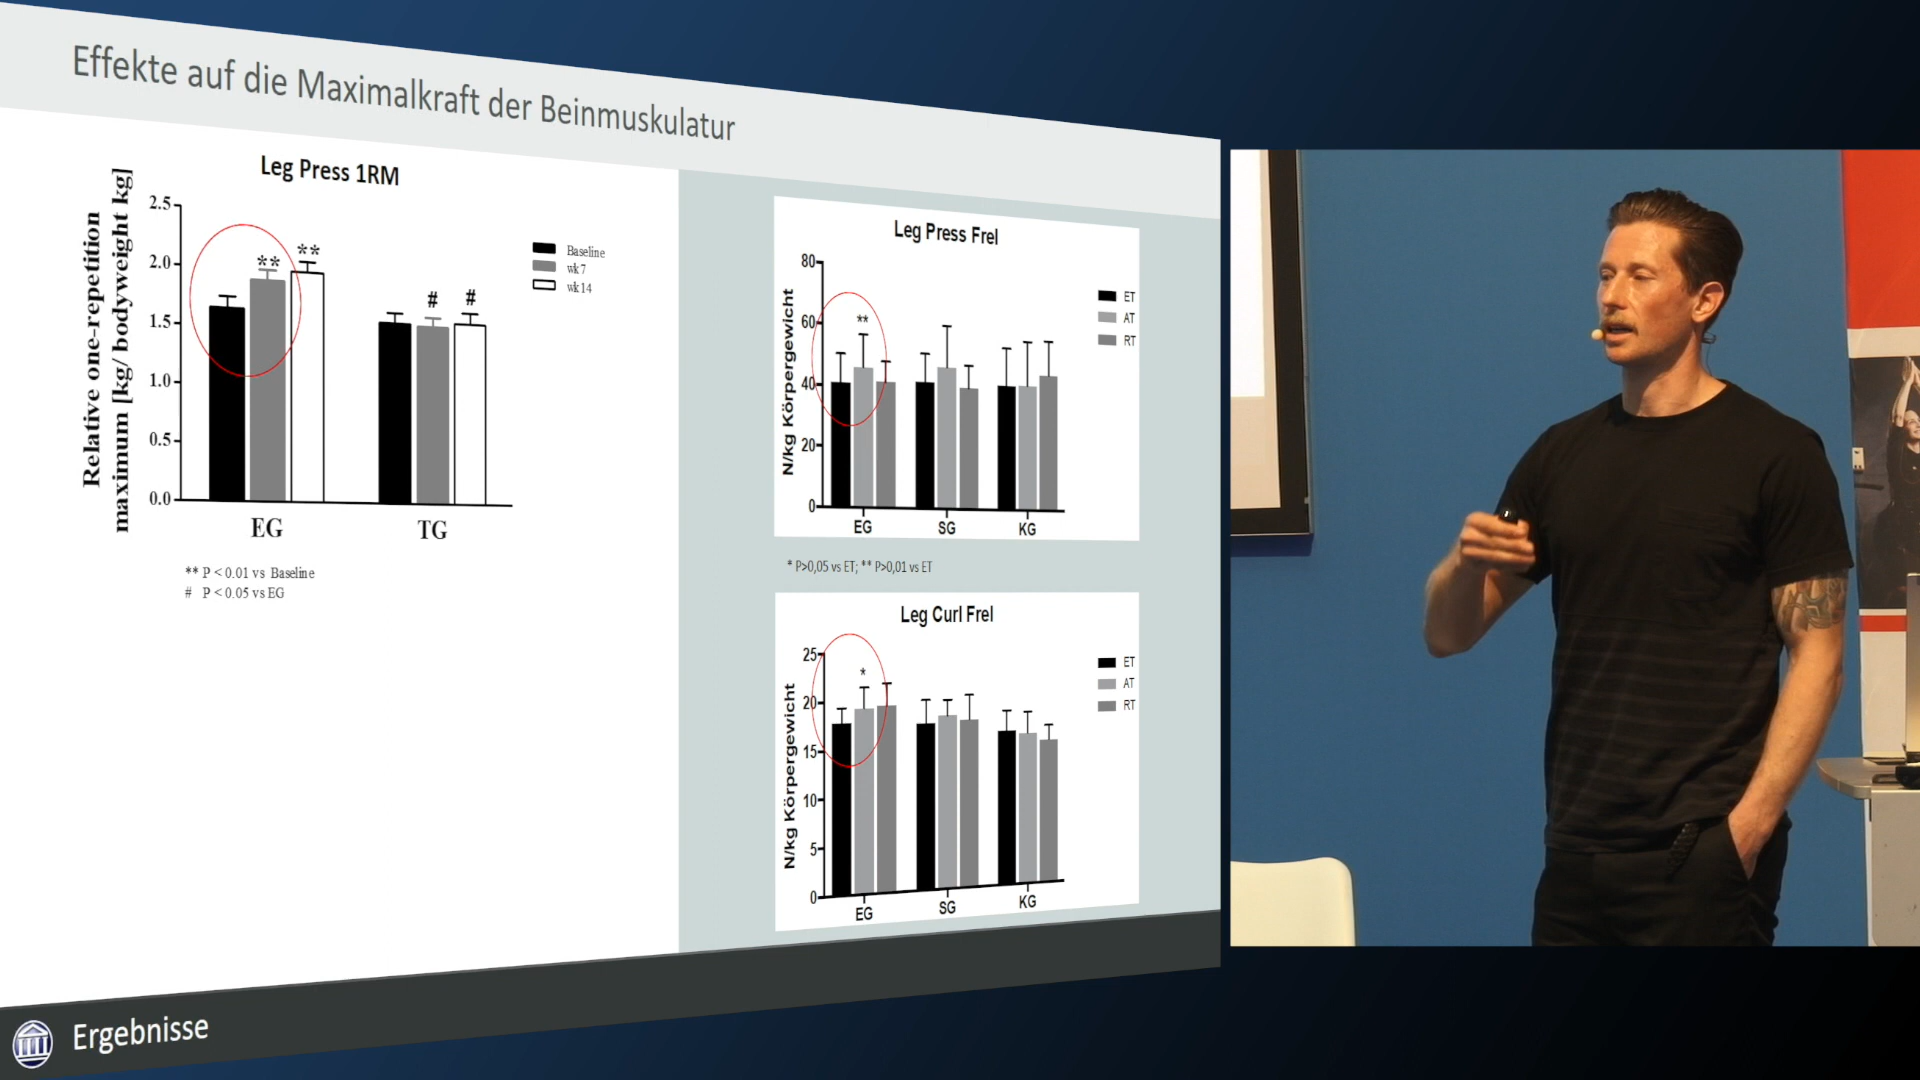 Effekte auf die Maximalkraft der Beinmuskulatur
Leg Press 1RM
Relative one-repetition
maximum [kg/ bodyweight kg]
2.5
2.0
1.5
1.0
0.5
0.0
**
**
#
#
EG
TG
Baseline
wk 7
wk 14
** P < 0.01 vs Baseline
# P < 0.05 vs EG
Leg Press Frel
N/kg Körpergewicht
80
60
40
20
0
**
EG
SG
KG
ET
AT
RT
* P>0,05 vs ET; ** P>0,01 vs ET
Leg Curl Frel
N/kg Körpergewicht
25
20
15
10
5
0
*
EG
SG
KG
ET
AT
RT
Ergebnisse